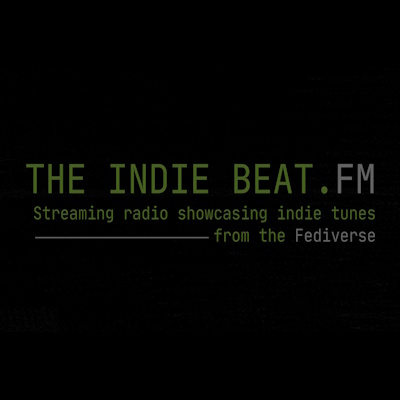 THE INDIE BEAT.FM
Streaming radio showcasing indie tunes
from the Fediverse